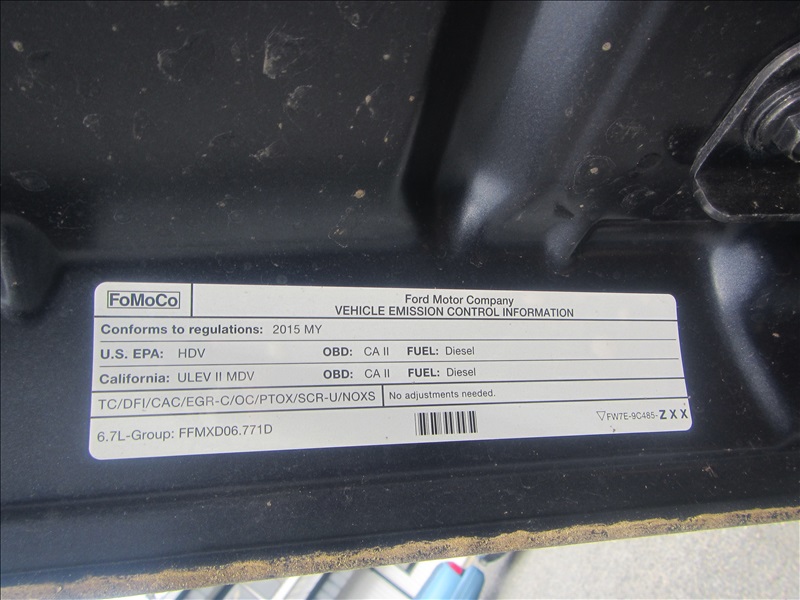 FoMoCo
Ford Motor Company
VEHICLE EMISSION CONTROL INFORMATION
Conforms to regulations: 2015 MY
U.S. EPA: HDV OBD: CA II FUEL: Diesel
California: ULEV II MDV OBD: CA II FUEL: Diesel
TC/DFI/CAC/EGR-C/OC/PTOX/SCR-U/NOXS No adjustments needed.
6.7L-Group: FFMXD06.771D ▽FW7E-9C485-ZXX